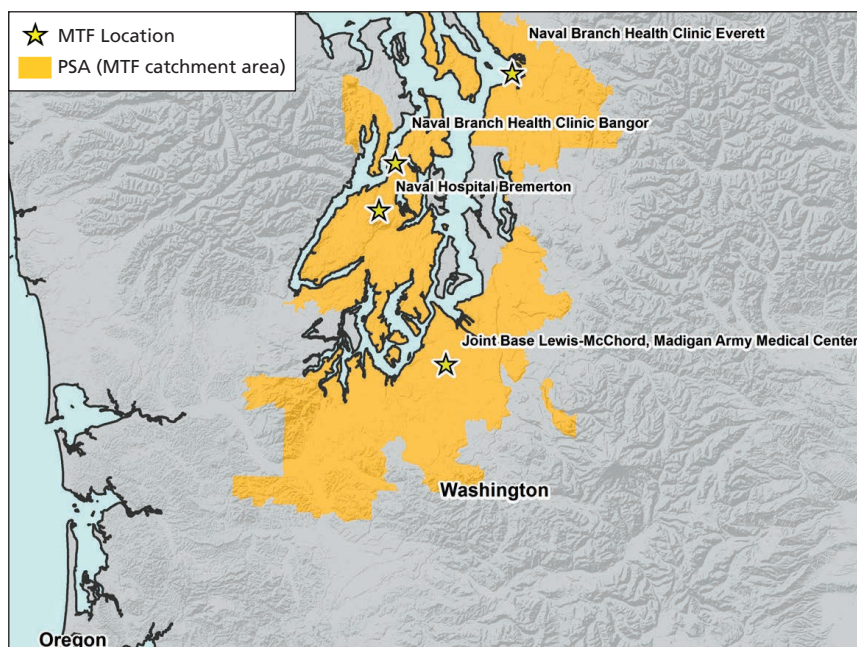 MTF Location
PSA (MTF catchment area)
Naval Branch Health Clinic Everett
Naval Branch Health Clinic Bangor
Naval Hospital Bremerton
Joint Base Lewis-McChord, Madigan Army Medical Center
Washington
Oregon